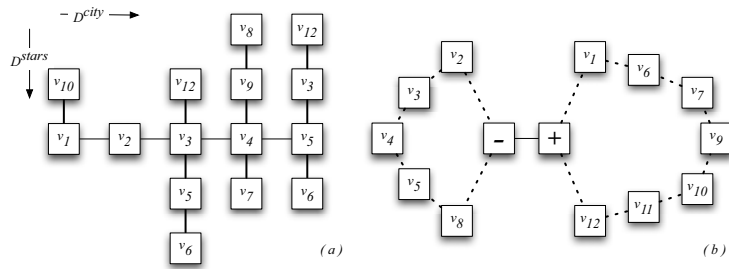 – D^city
D^stars
v8 v12
v10 v12 v9 v3
v1 v2 v3 v4 v5
v5 v7 v6
v6
(a)
v2 v1
v6
v3 v7
v4 - + v9
v5 v10
v8 v12 v11
(b)